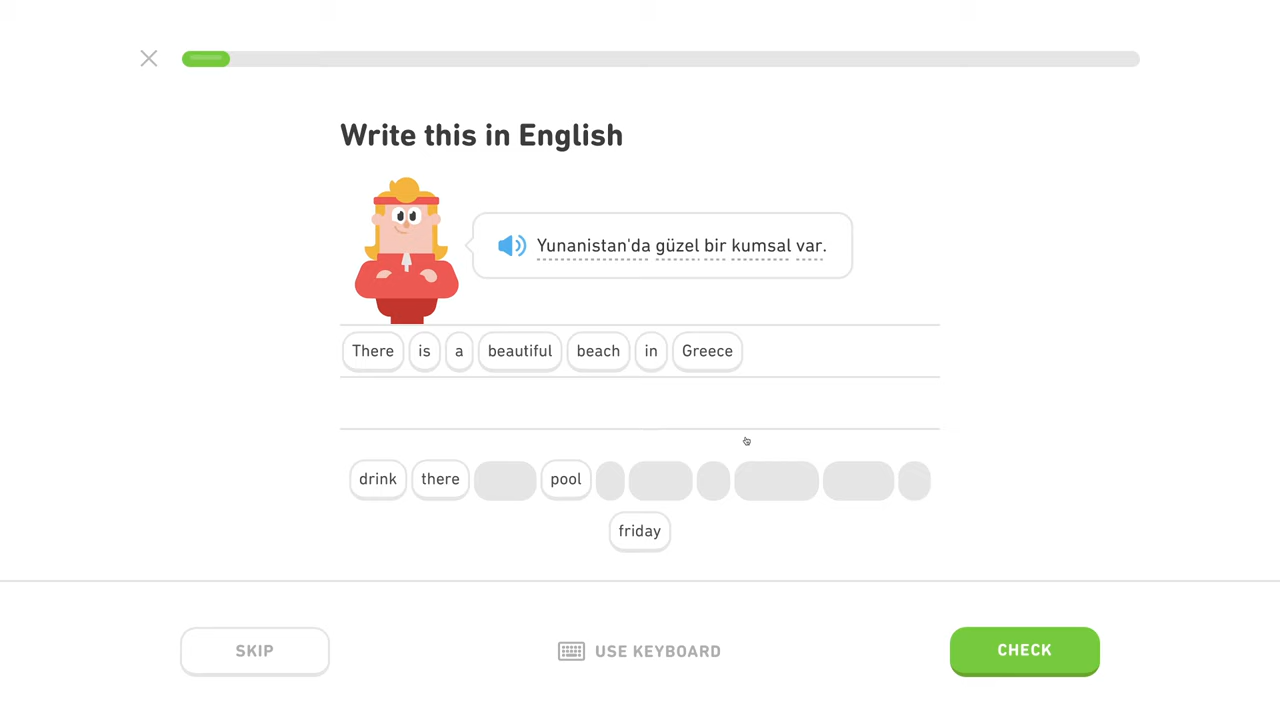 Write this in English
Yunanistan'da güzel bir kumsal var.
There is a beautiful beach in Greece
drink there pool
friday
SKIP USE KEYBOARD CHECK